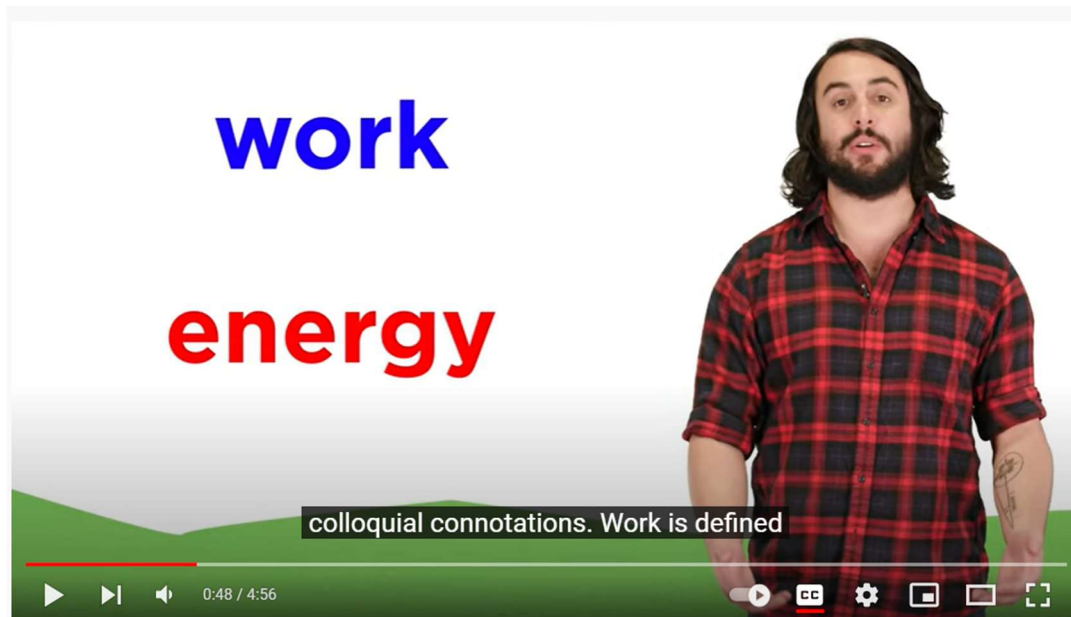 work
energy
colloquial connotations. Work is defined
0:48 / 4:56
CC